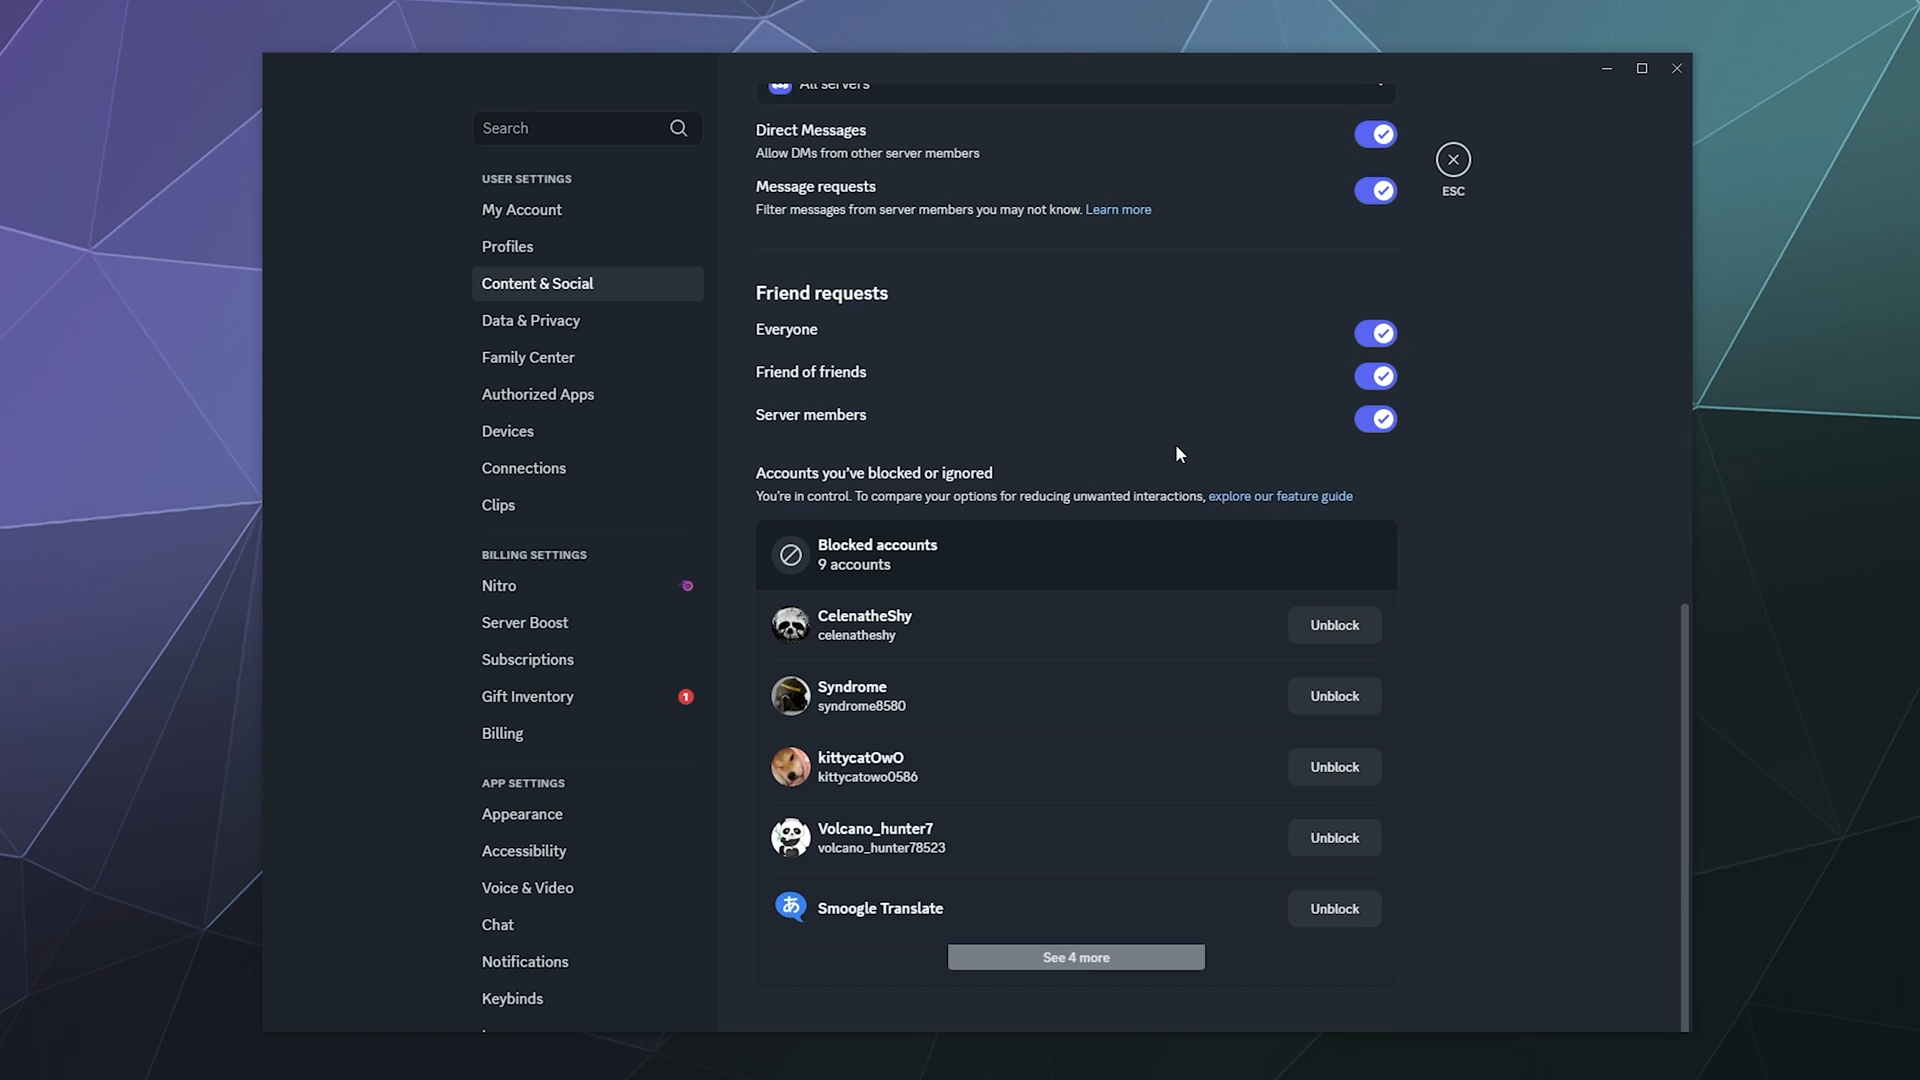 Search
USER SETTINGS
My Account
Profiles
Content & Social
Data & Privacy
Family Center
Authorized Apps
Devices
Connections
Clips
BILLING SETTINGS
Nitro
Server Boost
Subscriptions
Gift Inventory 1
Billing
APP SETTINGS
Appearance
Accessibility
Voice & Video
Chat
Notifications
Keybinds
All servers
Direct Messages
Allow DMs from other server members
Message requests
Filter messages from server members you may not know. Learn more
Friend requests
Everyone
Friend of friends
Server members
Accounts you've blocked or ignored
You're in control. To compare your options for reducing unwanted interactions, explore our feature guide
Blocked accounts
9 accounts
CelenatheShy
celenatheshy
Unblock
Syndrome
syndrome8580
Unblock
kittycatOwO
kittycatowo0586
Unblock
Volcano_hunter7
volcano_hunter78523
Unblock
あ
Smoogle Translate
Unblock
See 4 more
ESC